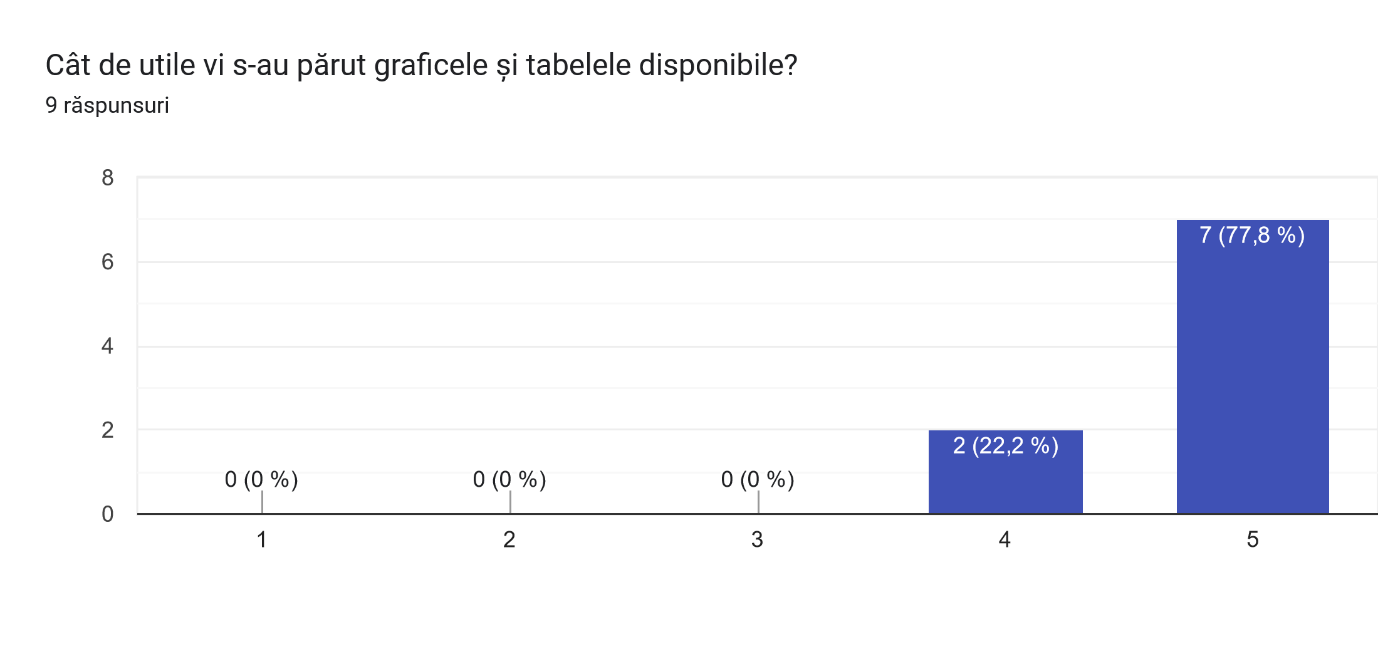 Cât de utile vi s-au părut graficele și tabelele disponibile?
9 răspunsuri
8
6
4
2
0
0 (0 %)
0 (0 %)
0 (0 %)
2 (22,2 %)
7 (77,8 %)
1
2
3
4
5